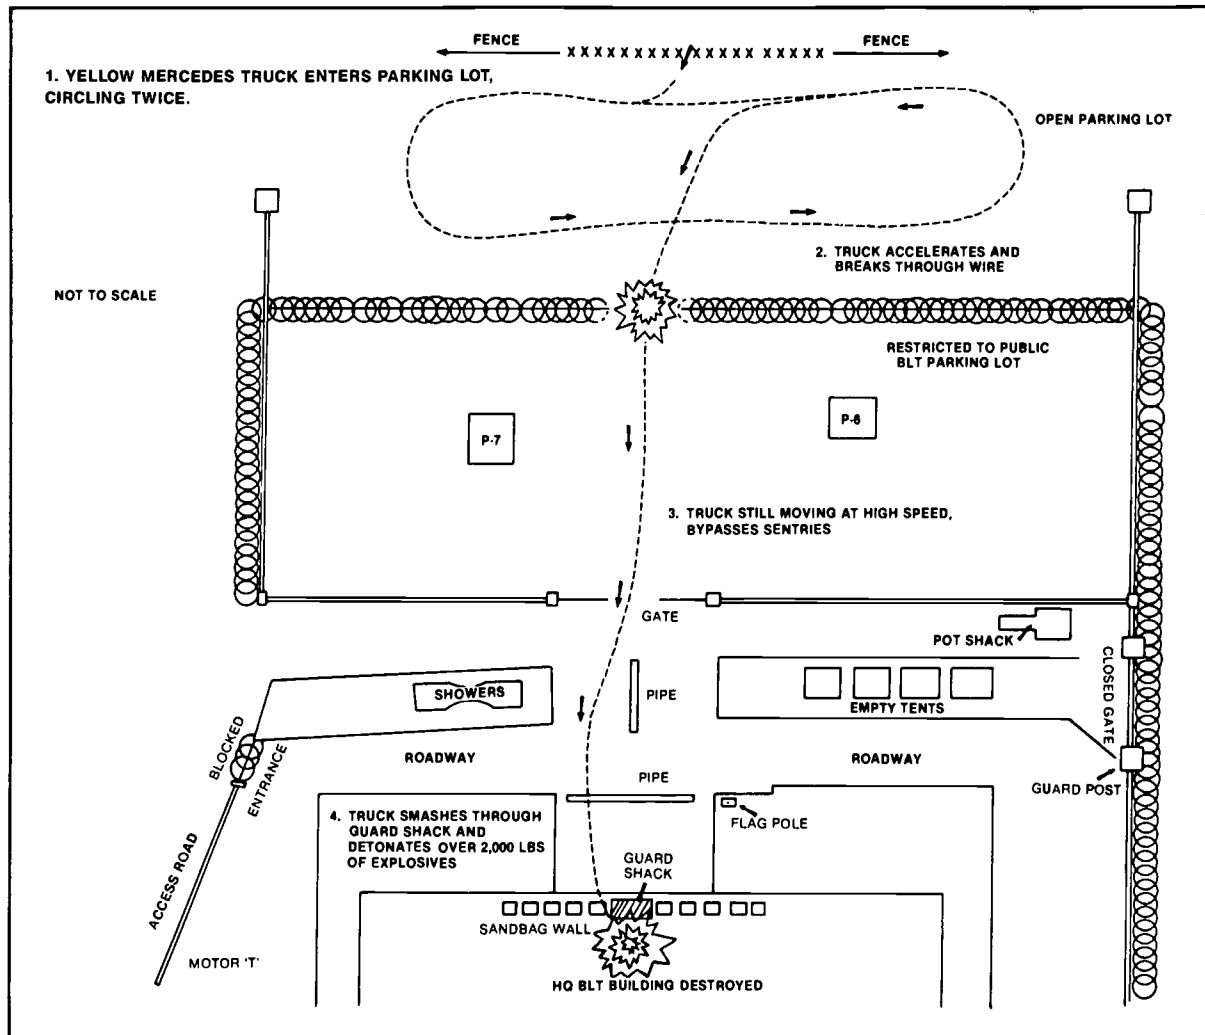 FENCE
XXXXXXXXXXXXXXX XXXXX
FENCE
1. YELLOW MERCEDES TRUCK ENTERS PARKING LOT,
CIRCLING TWICE.
OPEN PARKING LOT
2. TRUCK ACCELERATES AND
BREAKS THROUGH WIRE
NOT TO SCALE
RESTRICTED TO PUBLIC
BLT PARKING LOT
P-7
P-6
3. TRUCK STILL MOVING AT HIGH SPEED,
BYPASSES SENTRIES
GATE
POT SHACK
CLOSED GATE
SHOWERS
PIPE
EMPTY TENTS
BLOCKED
ENTRANCE
ROADWAY
ROADWAY
PIPE
GUARD POST
4. TRUCK SMASHES THROUGH
GUARD SHACK AND
DETONATES OVER 2,000 LBS
OF EXPLOSIVES
FLAG POLE
GUARD
SHACK
ACCESS ROAD
SANDBAG WALL
MOTOR 'T'
HQ BLT BUILDING DESTROYED